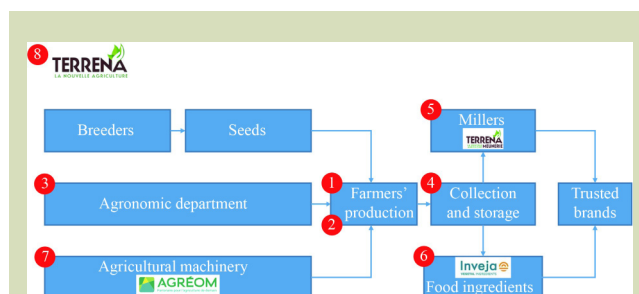 8
TERRENA
LA NOUVELLE AGRICULTURE
5
Breeders
Seeds
Millers
TERRENA
MEUNERIE
3
1
4
Agronomic department
Farmers'
production
2
Collection
and storage
Trusted
brands
7
Agricultural machinery
AGRÉOM
6
Inveja
Food ingredients